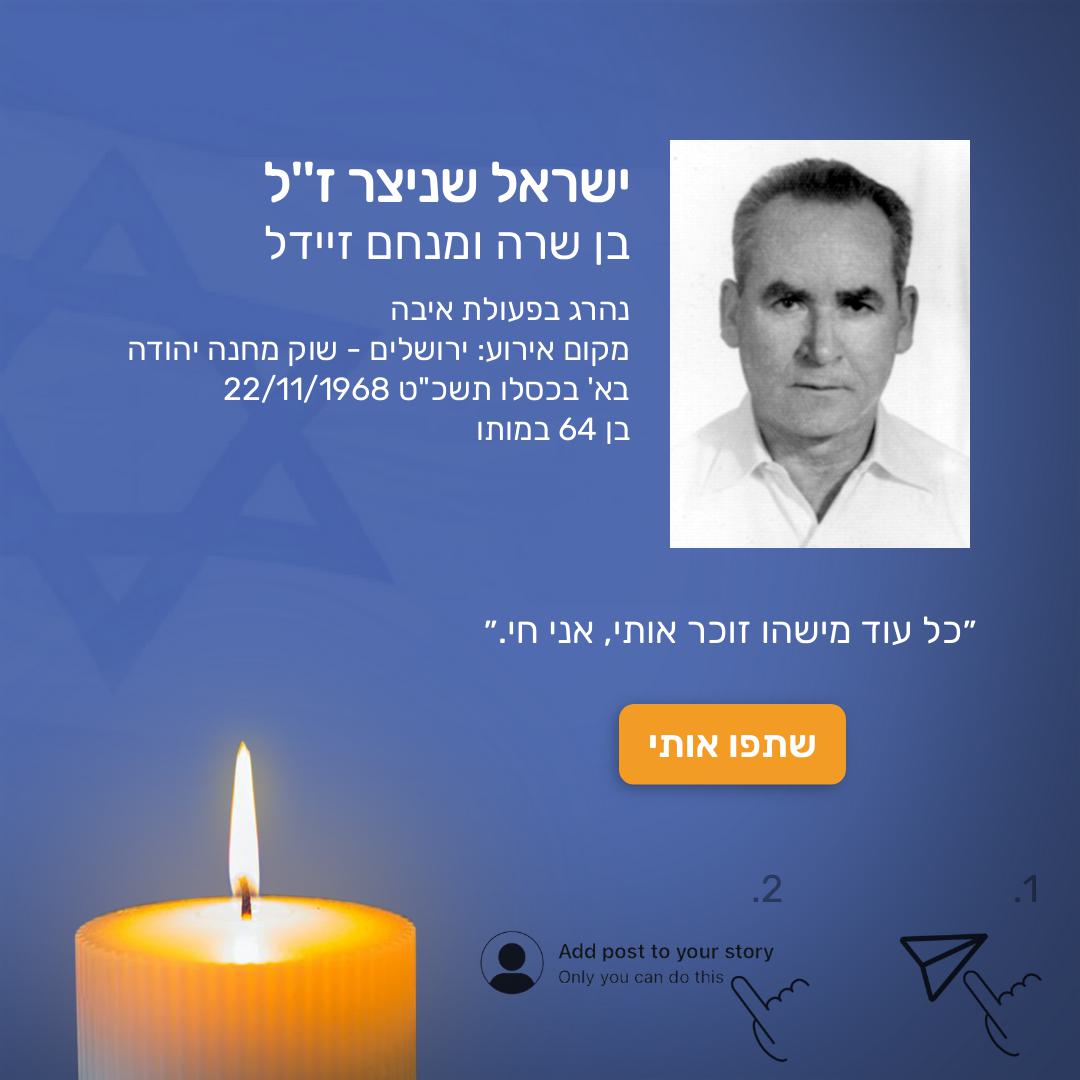 ישראל שניצר ז"ל
בן שרה ומנחם זיידל
נהרג בפעולת איבה
מקום אירוע: ירושלים - שוק מחנה יהודה
בא' בכסלו תשכ"ט 22/11/1968
בן 64 במותו
״כל עוד מישהו זוכר אותי, אני חי.״
שתפו אותי
1.
2.
Add post to your story
Only you can do this